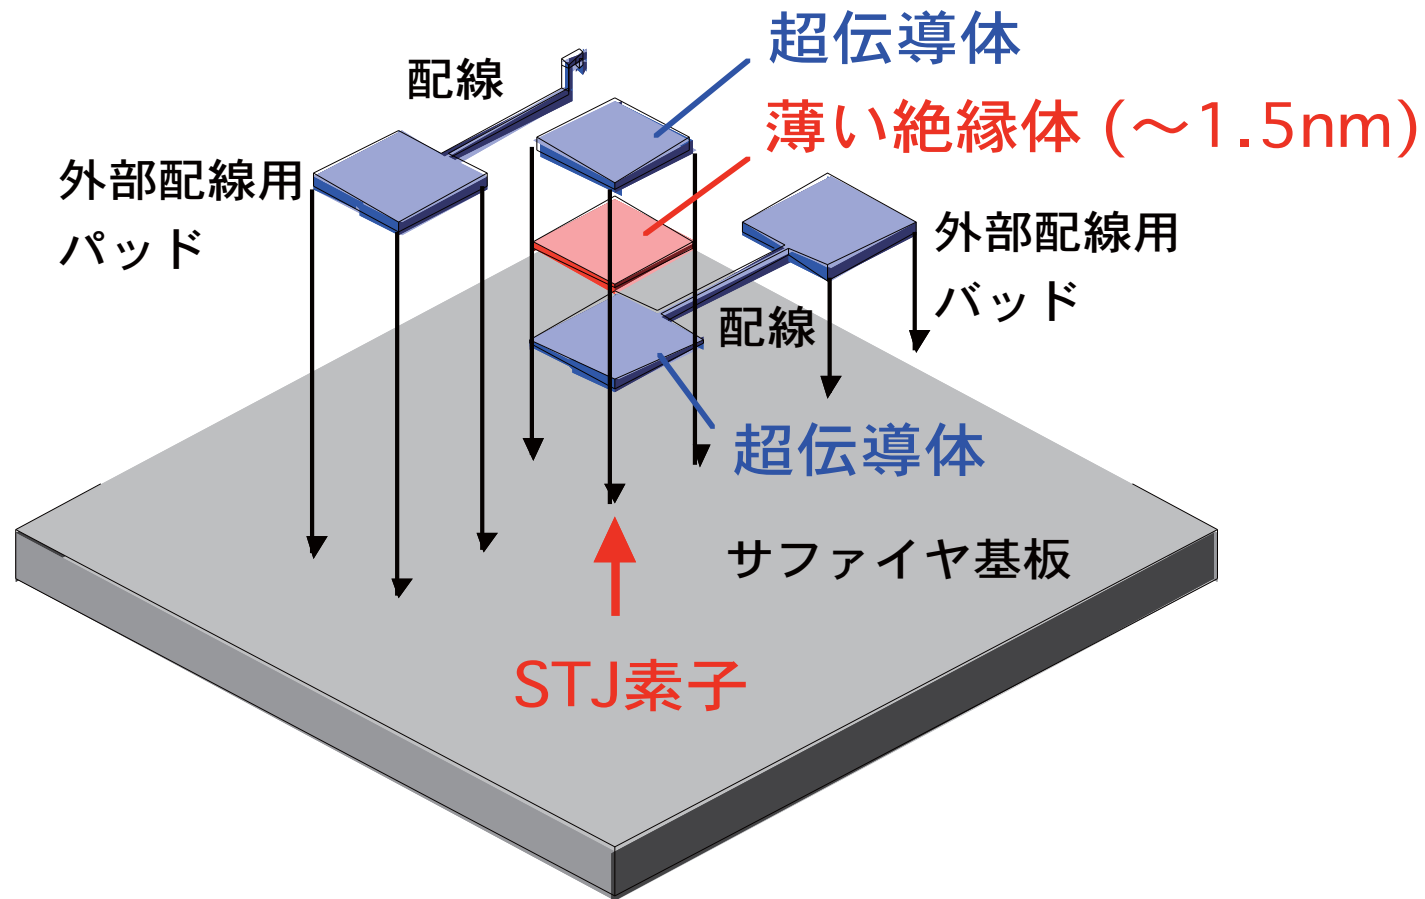 超伝導体
配線
薄い絶縁体 (～1.5nm)
外部配線用
パッド
外部配線用
バッド
配線
超伝導体
サファイヤ基板
STJ素子